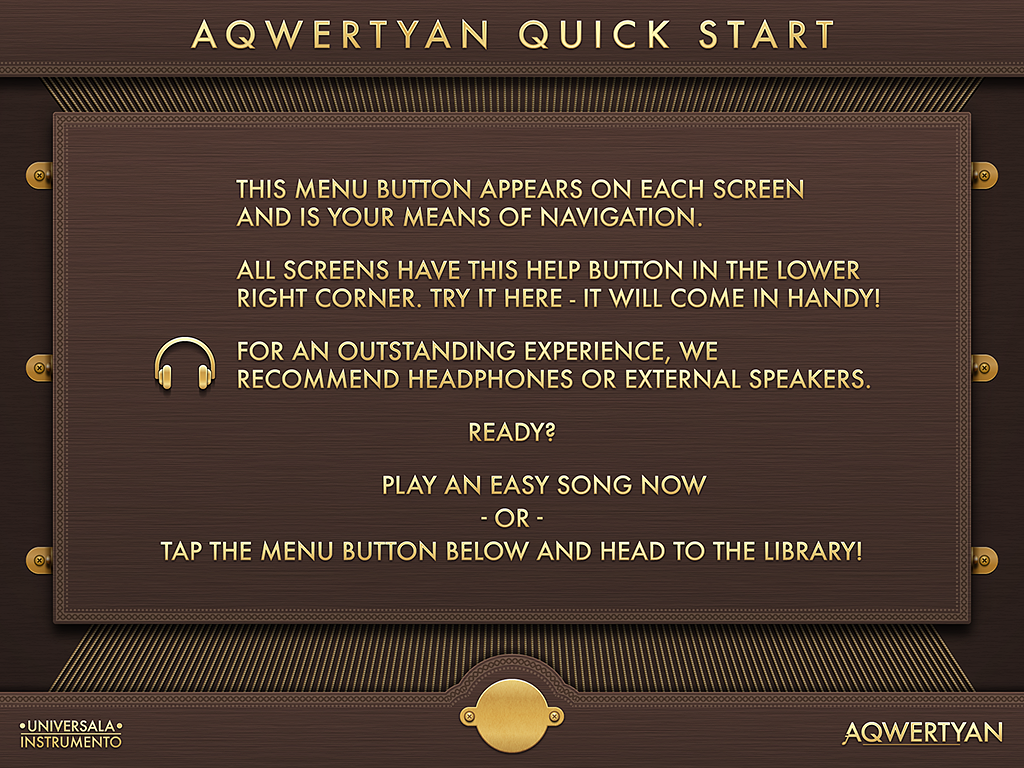 AQWERTYAN QUICK START
THIS MENU BUTTON APPEARS ON EACH SCREEN
AND IS YOUR MEANS OF NAVIGATION.
ALL SCREENS HAVE THIS HELP BUTTON IN THE LOWER
RIGHT CORNER. TRY IT HERE - IT WILL COME IN HANDY!
FOR AN OUTSTANDING EXPERIENCE, WE
RECOMMEND HEADPHONES OR EXTERNAL SPEAKERS.
READY?
PLAY AN EASY SONG NOW
- OR -
TAP THE MENU BUTTON BELOW AND HEAD TO THE LIBRARY!
•UNIVERSALA•
INSTRUMENTO
AQWERTYAN